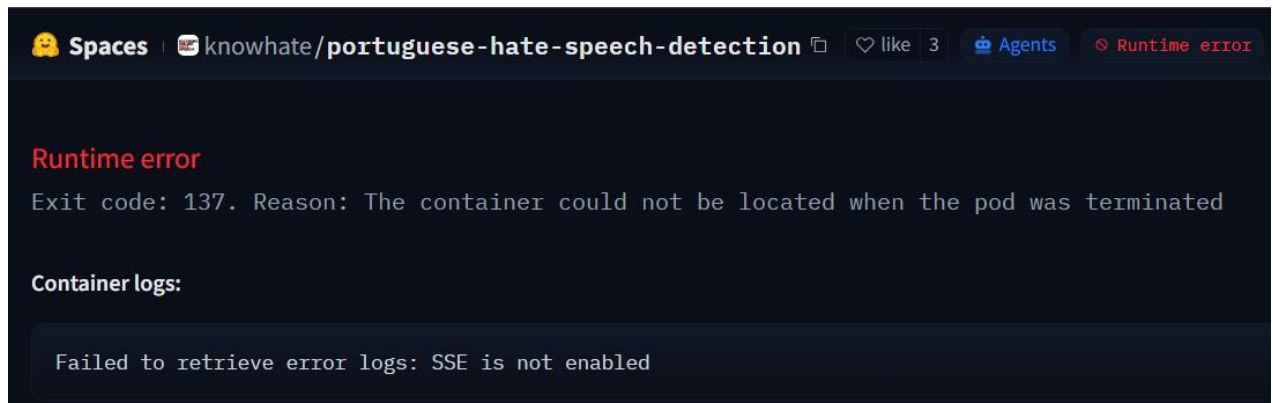 Spaces knowhate/portuguese-hate-speech-detection like 3 Agents Runtime error
Runtime error
Exit code: 137. Reason: The container could not be located when the pod was terminated
Container logs:
Failed to retrieve error logs: SSE is not enabled